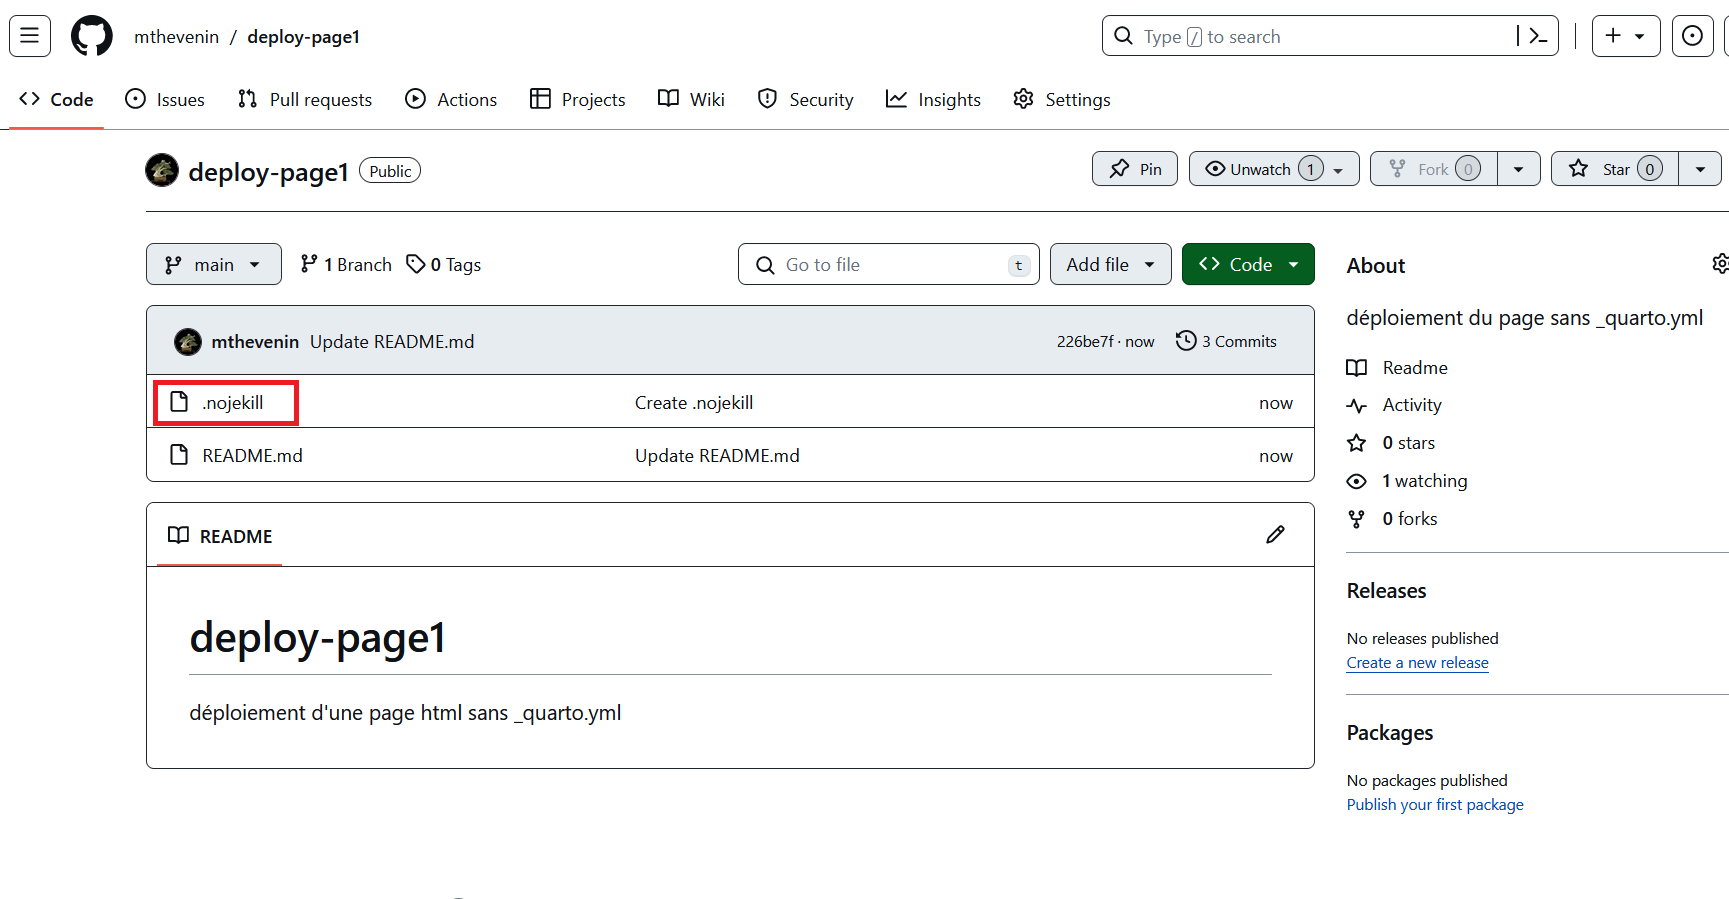 mthevenin / deploy-page1
Type / to search
Code Issues Pull requests Actions Projects Wiki Security Insights Settings
deploy-page1 Public
Pin Unwatch 1 Fork 0 Star 0
main 1 Branch 0 Tags Go to file t Add file Code
mthevenin Update README.md 226be7f · now 3 Commits
.nojekill Create .nojekill now
README.md Update README.md now
README
deploy-page1
déploiement d'une page html sans _quarto.yml
About
déploiement du page sans _quarto.yml
Readme
Activity
0 stars
1 watching
0 forks
Releases
No releases published
Create a new release
Packages
No packages published
Publish your first package